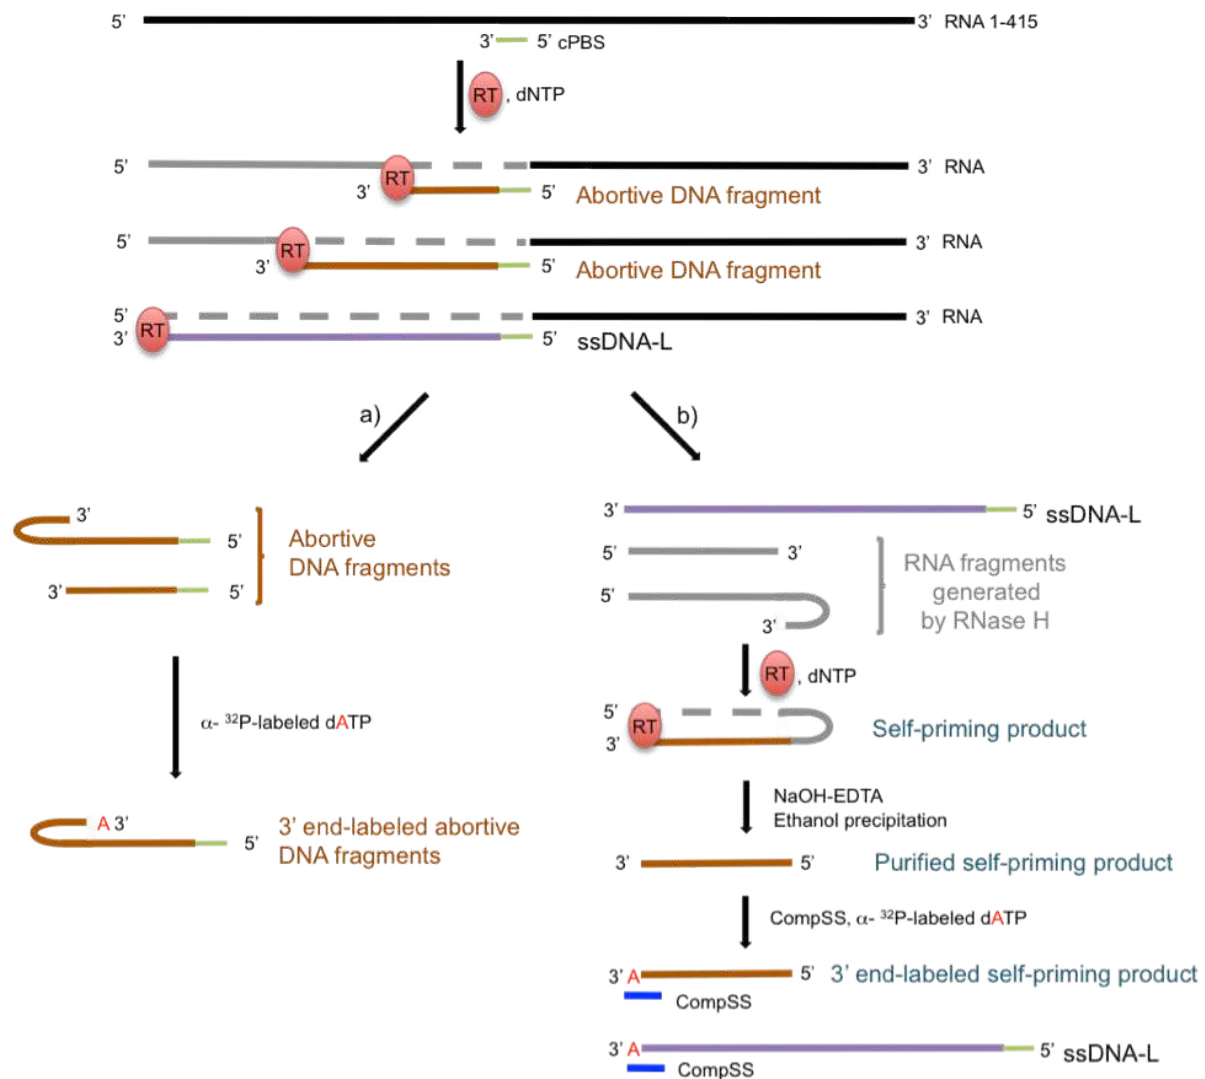 5’ 3’ RNA 1-415
3’ 5’ cPBS
RT , dNTP
5’ RT 3’ RNA
3’ 5’ Abortive DNA fragment
5’ RT 3’ RNA
3’ 5’ Abortive DNA fragment
5’ RT 3’ RNA
3’ 5’ ssDNA-L
a) b)
3’
5’
3’ 5’
Abortive
DNA fragments
α- ³²P-labeled dATP
A 3’
5’
3’ end-labeled abortive
DNA fragments
3’ 5’ ssDNA-L
5’ 3’
5’
3’
RNA fragments
generated
by RNase H
RT , dNTP
5’ RT
3’
Self-priming product
NaOH-EDTA
Ethanol precipitation
3’ 5’ Purified self-priming product
CompSS, α- ³²P-labeled dATP
3’ A 5’ 3’ end-labeled self-priming product
CompSS
3’ A 5’ ssDNA-L
CompSS